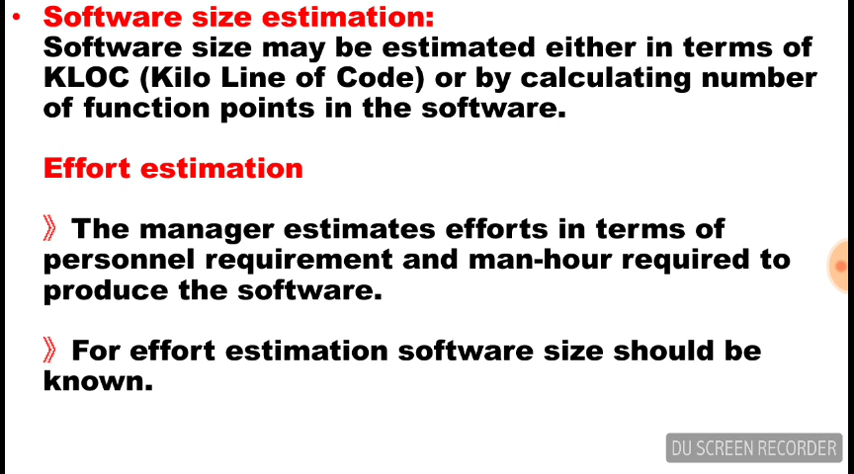 • Software size estimation:
Software size may be estimated either in terms of
KLOC (Kilo Line of Code) or by calculating number
of function points in the software.
Effort estimation
》 The manager estimates efforts in terms of
personnel requirement and man-hour required to
produce the software.
》 For effort estimation software size should be
known.
DU SCREEN RECORDER